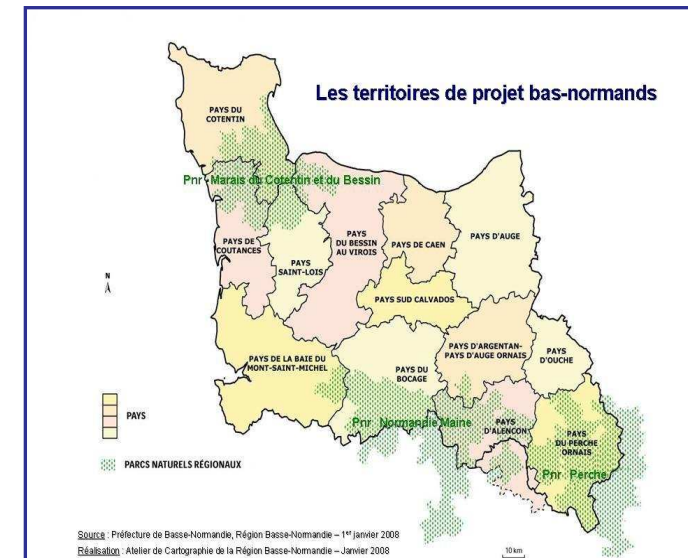 Les territoires de projet bas-normands
PAYS DU
COTENTIN
Pnr Marais du Cotentin et du Bessin
PAYS DE
COUTANCES
PAYS
SAINT-LOIS
PAYS
DU BESSIN
AU VIROIS
PAYS DE CAEN
PAYS D'AUGE
PAYS SUD CALVADOS
N
PAYS DE LA BAIE DU
MONT-SAINT-MICHEL
PAYS DU
BOCAGE
PAYS D'ARGENTAN-
PAYS D'AUGE ORNAIS
PAYS
D'OUCHE
PAYS
Pnr Normandie Maine
PAYS
D'ALENCON
PAYS
DU PERCHE
ORNAIS
Pnr Perche
PARCS NATURELS RÉGIONAUX
Source : Préfecture de Basse-Normandie, Région Basse-Normandie – 1er janvier 2008
Réalisation : Atelier de Cartographie de la Région Basse-Normandie – Janvier 2008
10 km